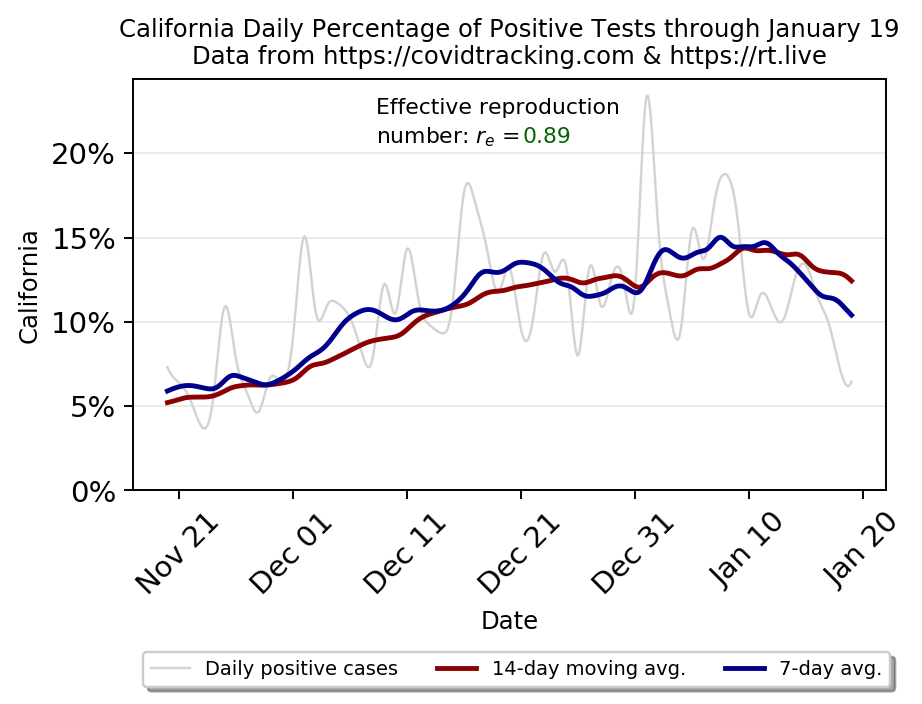 California Daily Percentage of Positive Tests through January 19
Data from https://covidtracking.com & https://rt.live
Effective reproduction
number: rₑ =0.89
20%
15%
10%
5%
0%
California
Nov 21
Dec 01
Dec 11
Dec 21
Dec 31
Jan 10
Jan 20
Date
Daily positive cases
14-day moving avg.
7-day avg.